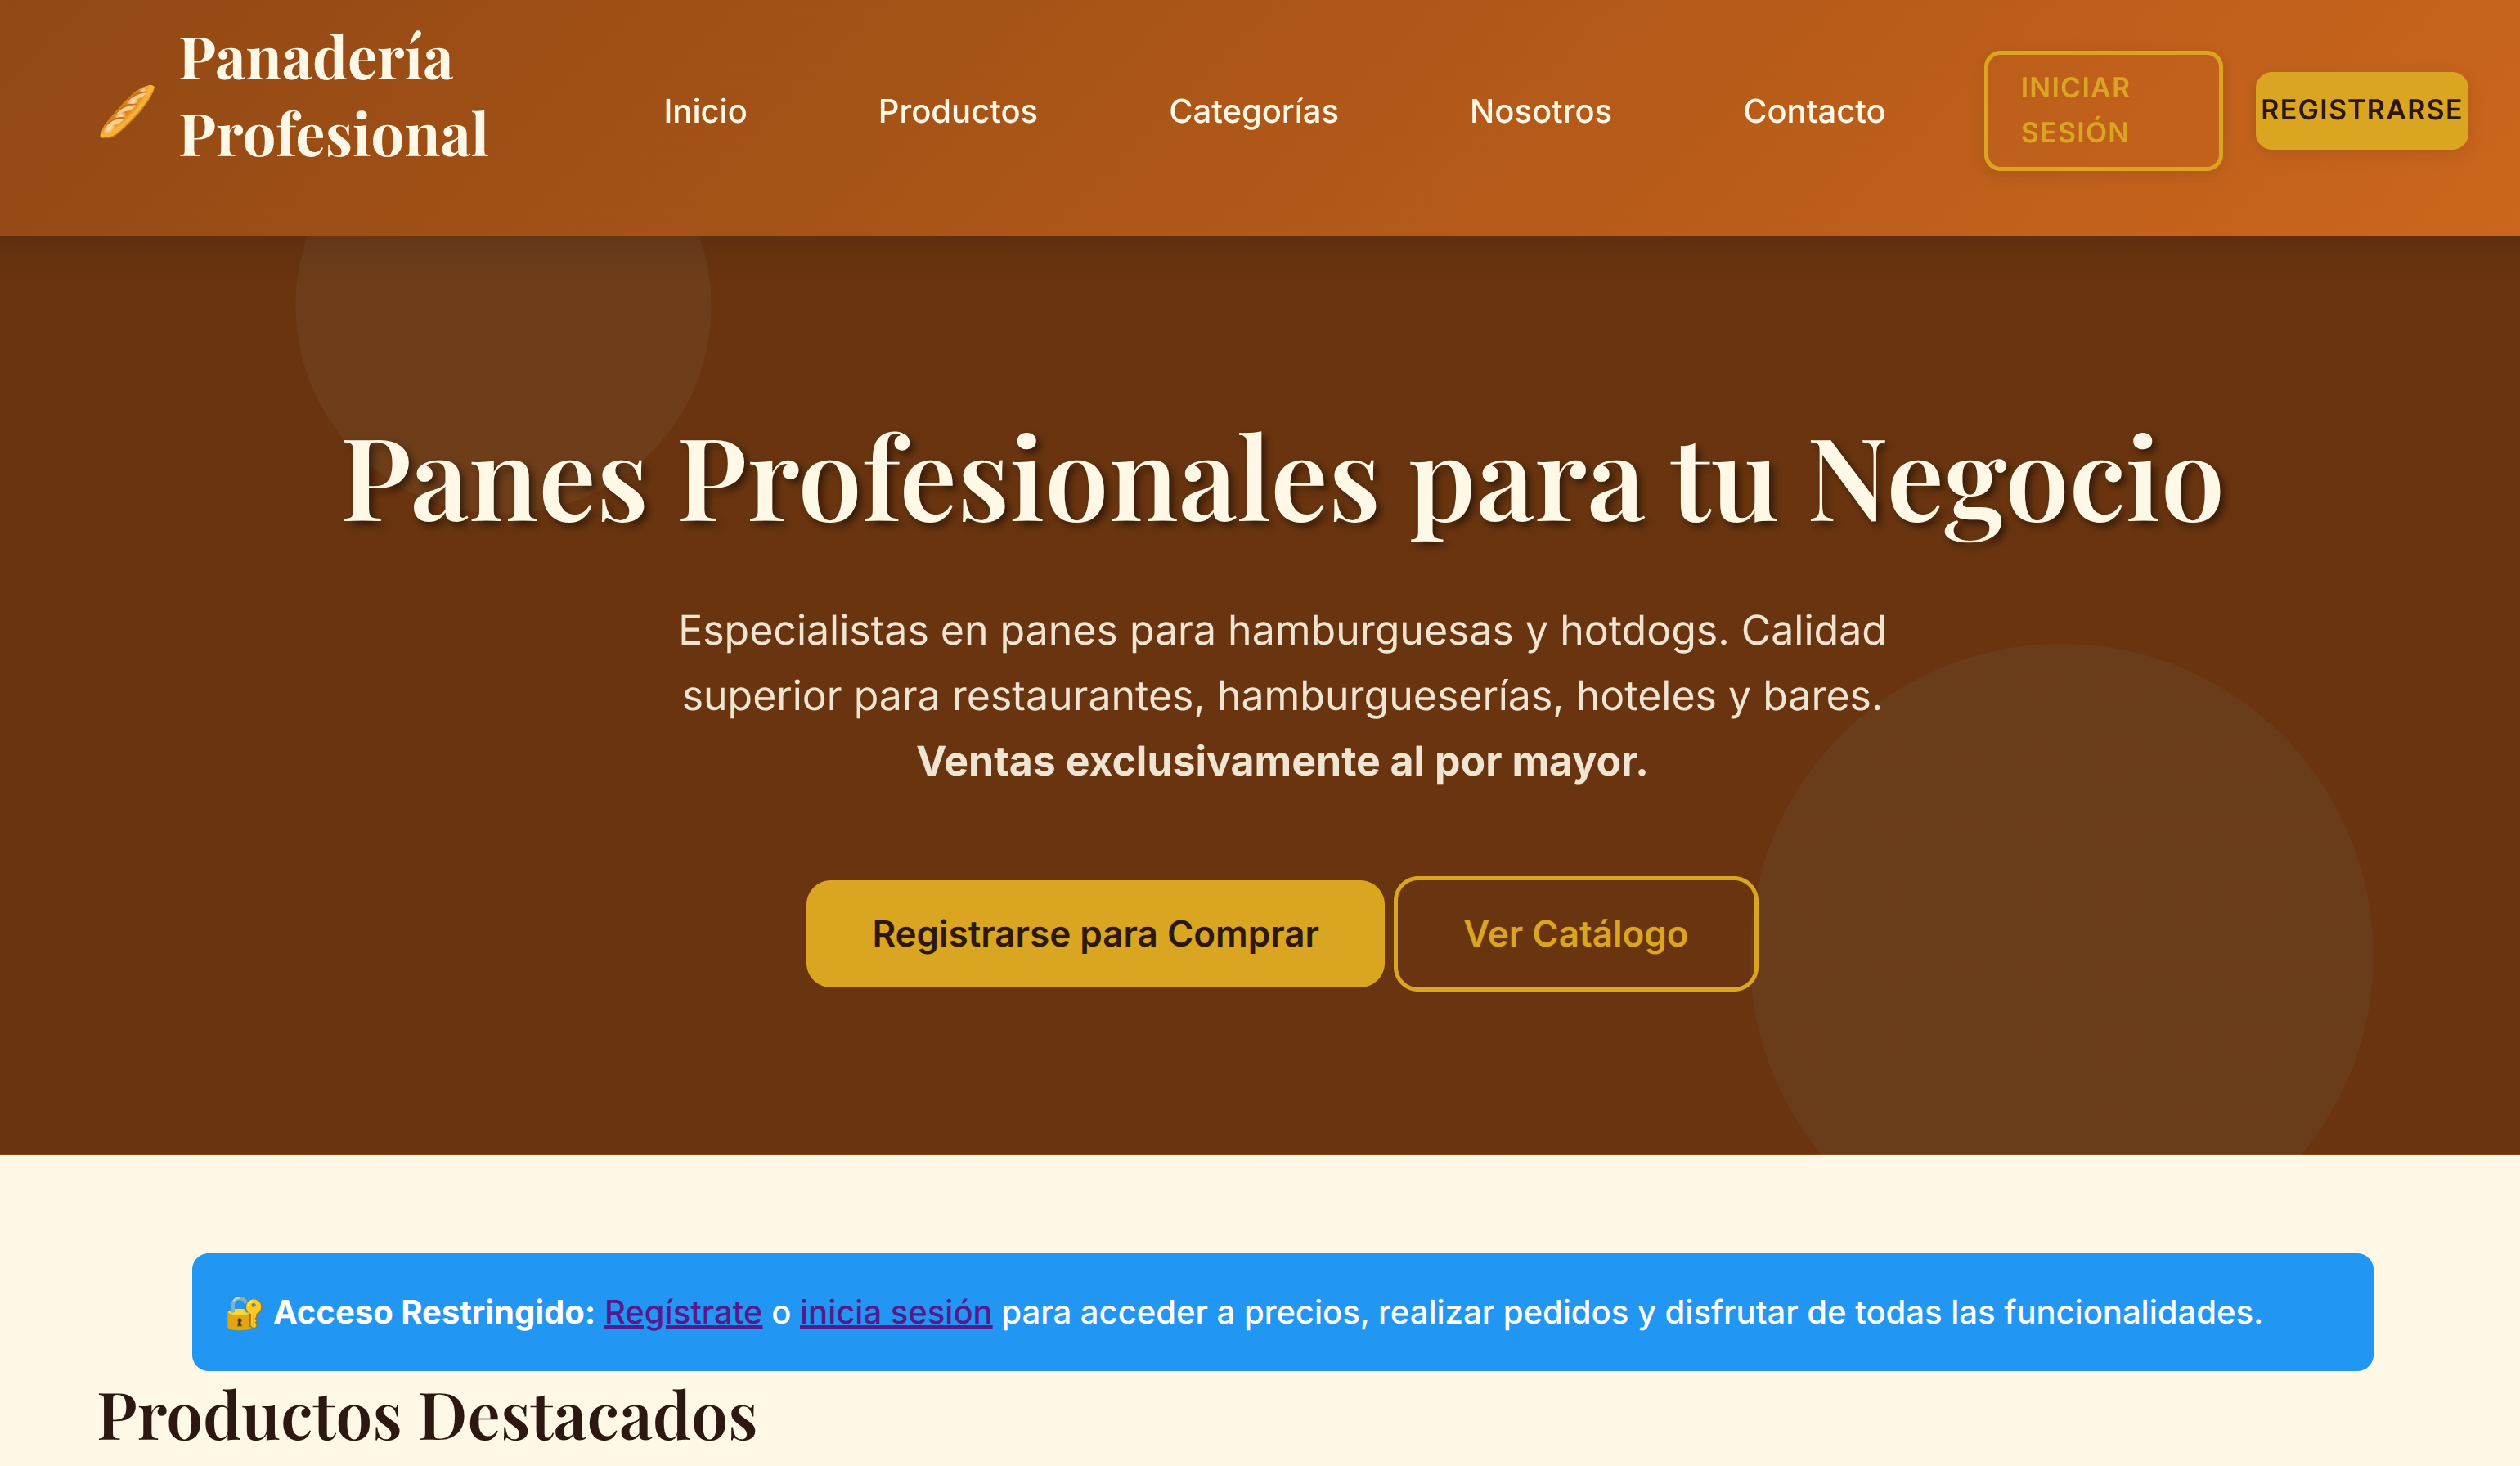 Panadería
Profesional
Inicio
Productos
Categorías
Nosotros
Contacto
INICIAR
SESIÓN
REGISTRARSE
Panes Profesionales para tu Negocio
Especialistas en panes para hamburguesas y hotdogs. Calidad
superior para restaurantes, hamburgueserías, hoteles y bares.
Ventas exclusivamente al por mayor.
Registrarse para Comprar
Ver Catálogo
Acceso Restringido: Regístrate o inicia sesión para acceder a precios, realizar pedidos y disfrutar de todas las funcionalidades.
Productos Destacados